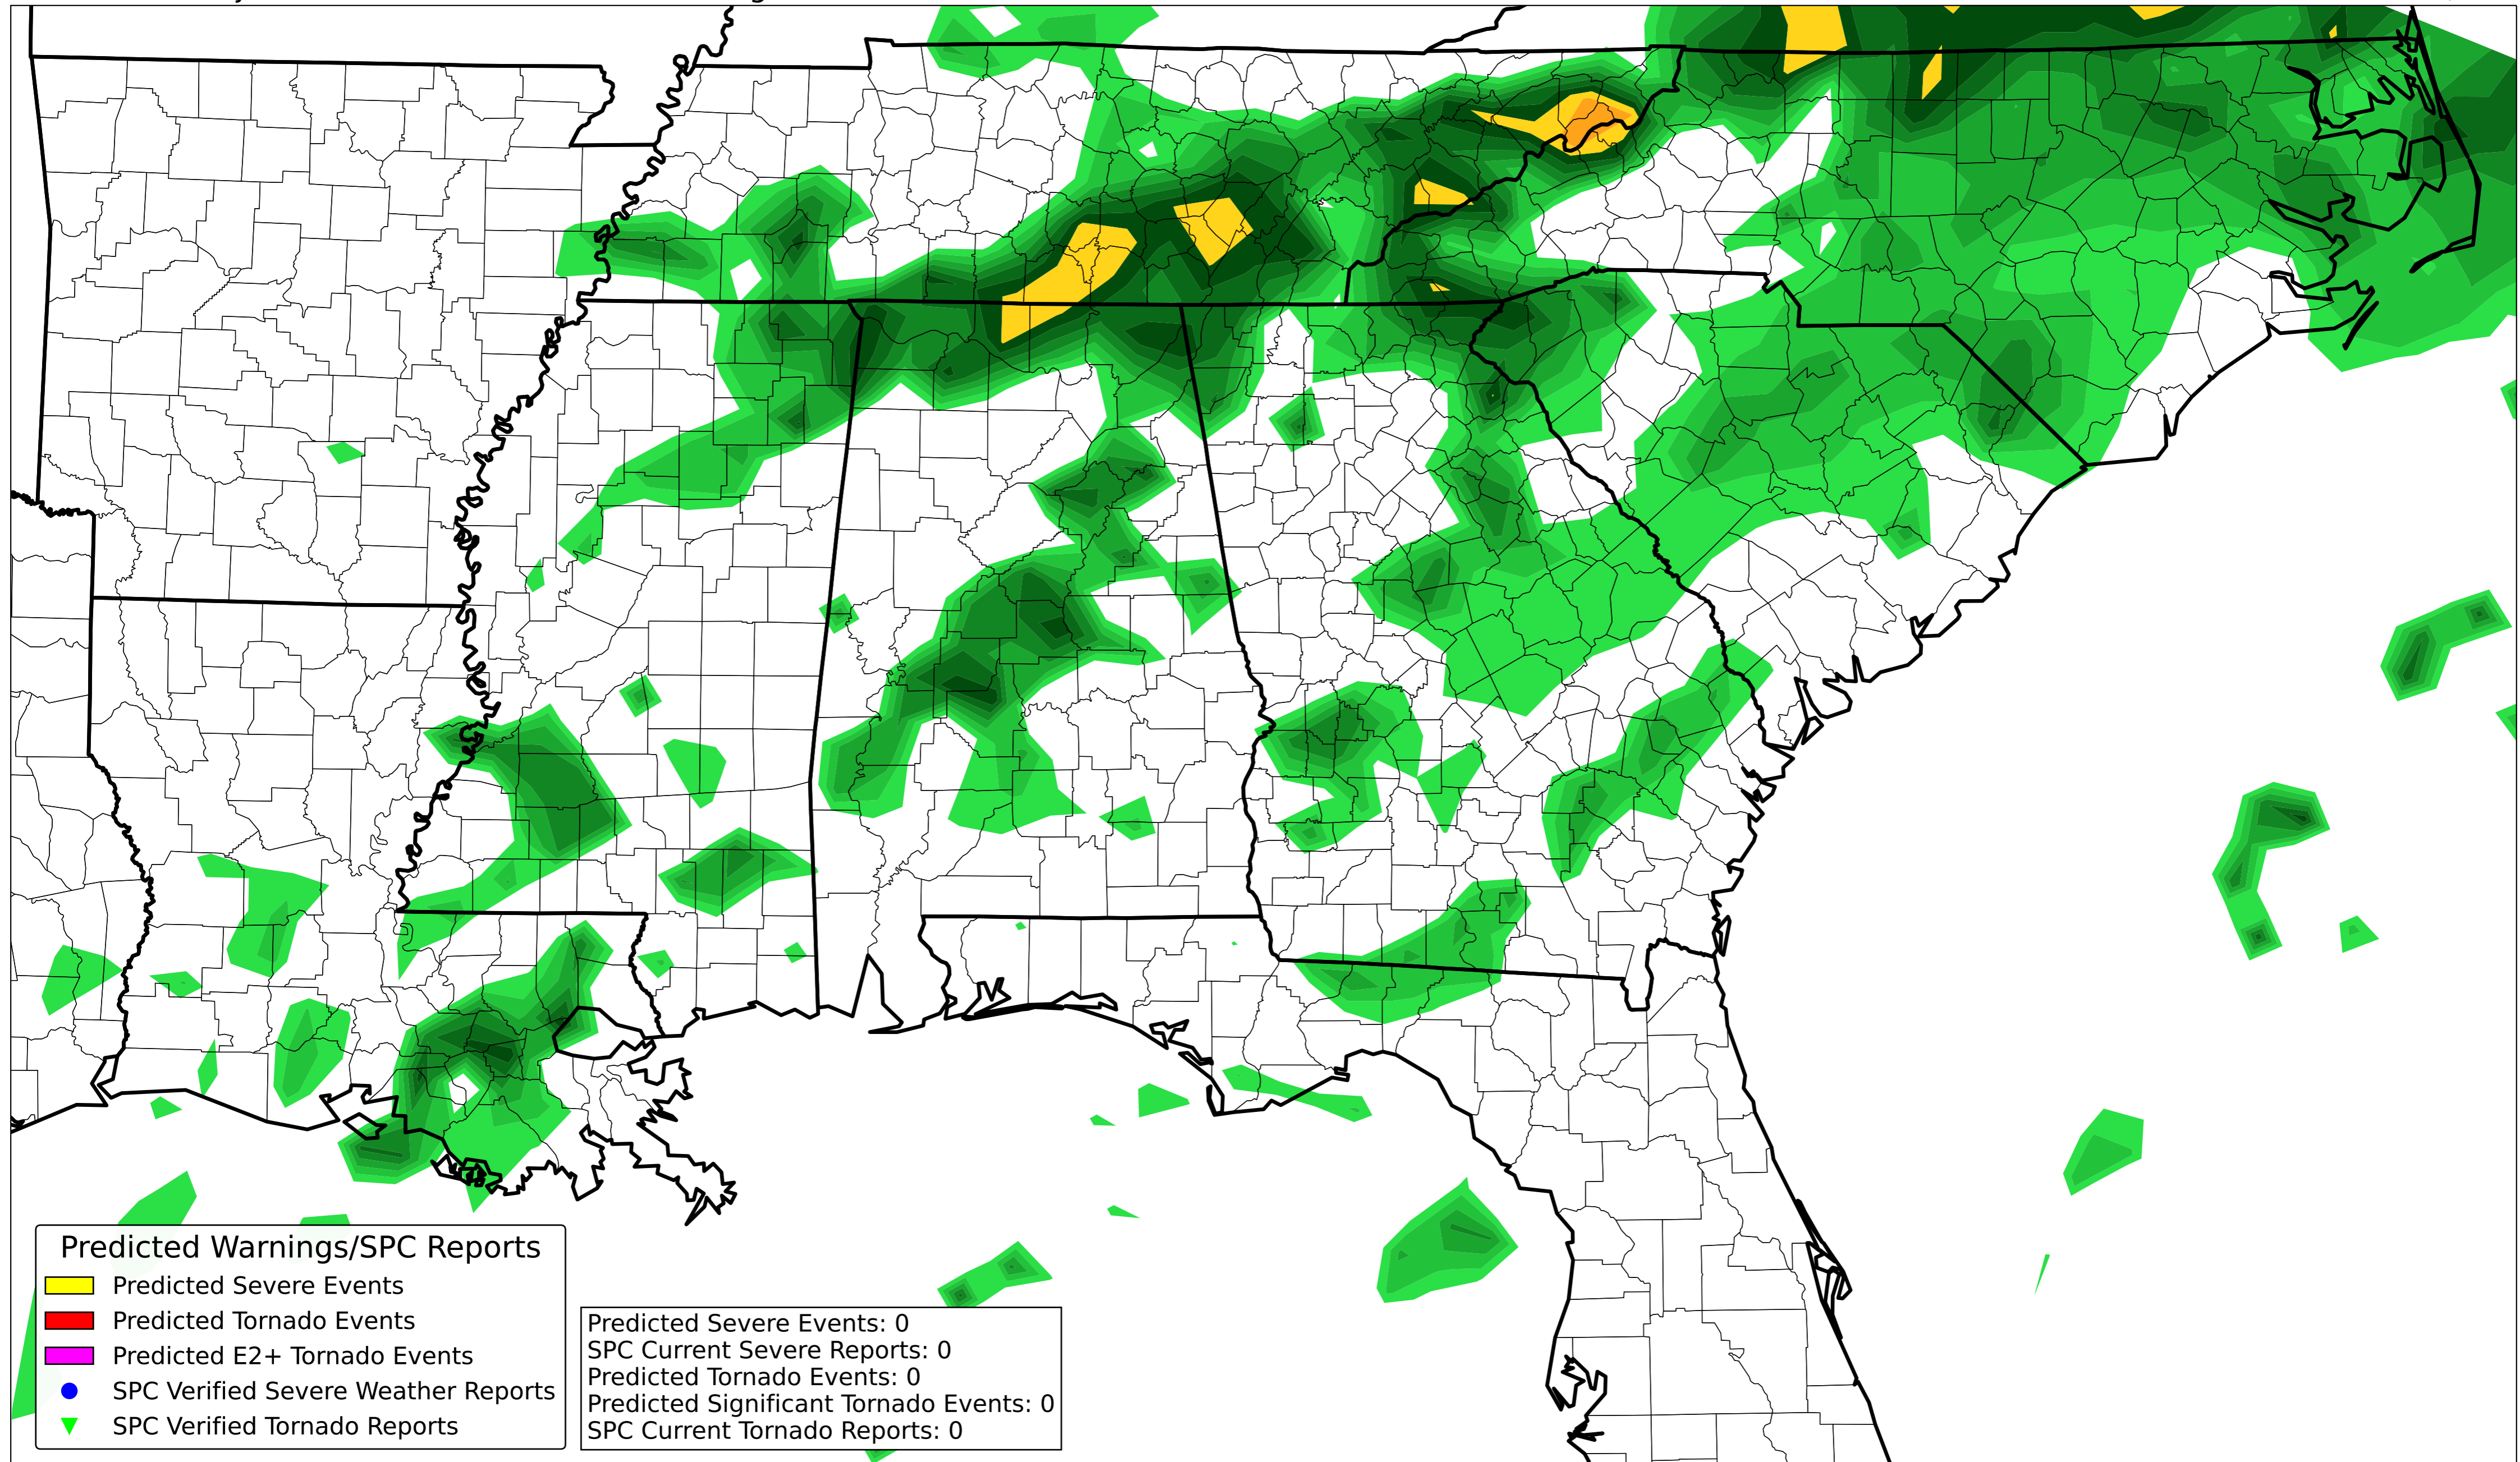 Predicted Warnings/SPC Reports
Predicted Severe Events
Predicted Tornado Events
Predicted E2+ Tornado Events
SPC Verified Severe Weather Reports
SPC Verified Tornado Reports
Predicted Severe Events: 0
SPC Current Severe Reports: 0
Predicted Tornado Events: 0
Predicted Significant Tornado Events: 0
SPC Current Tornado Reports: 0